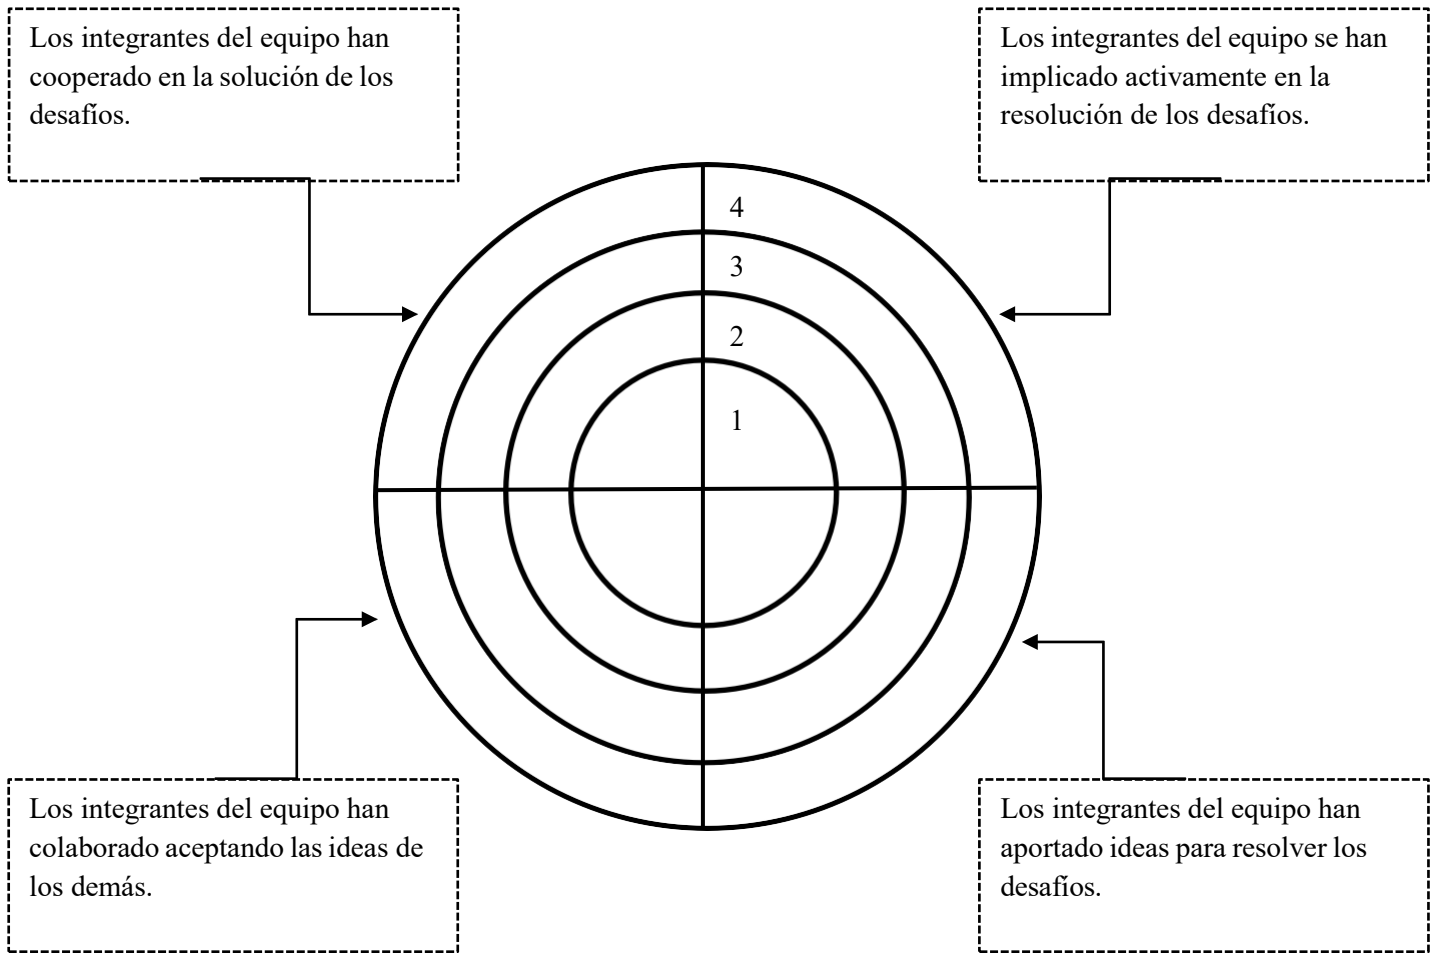 Los integrantes del equipo han
cooperado en la solución de los
desafíos.
Los integrantes del equipo se han
implicado activamente en la
resolución de los desafíos.
4
3
2
1
Los integrantes del equipo han
colaborado aceptando las ideas de
los demás.
Los integrantes del equipo han
aportado ideas para resolver los
desafíos.